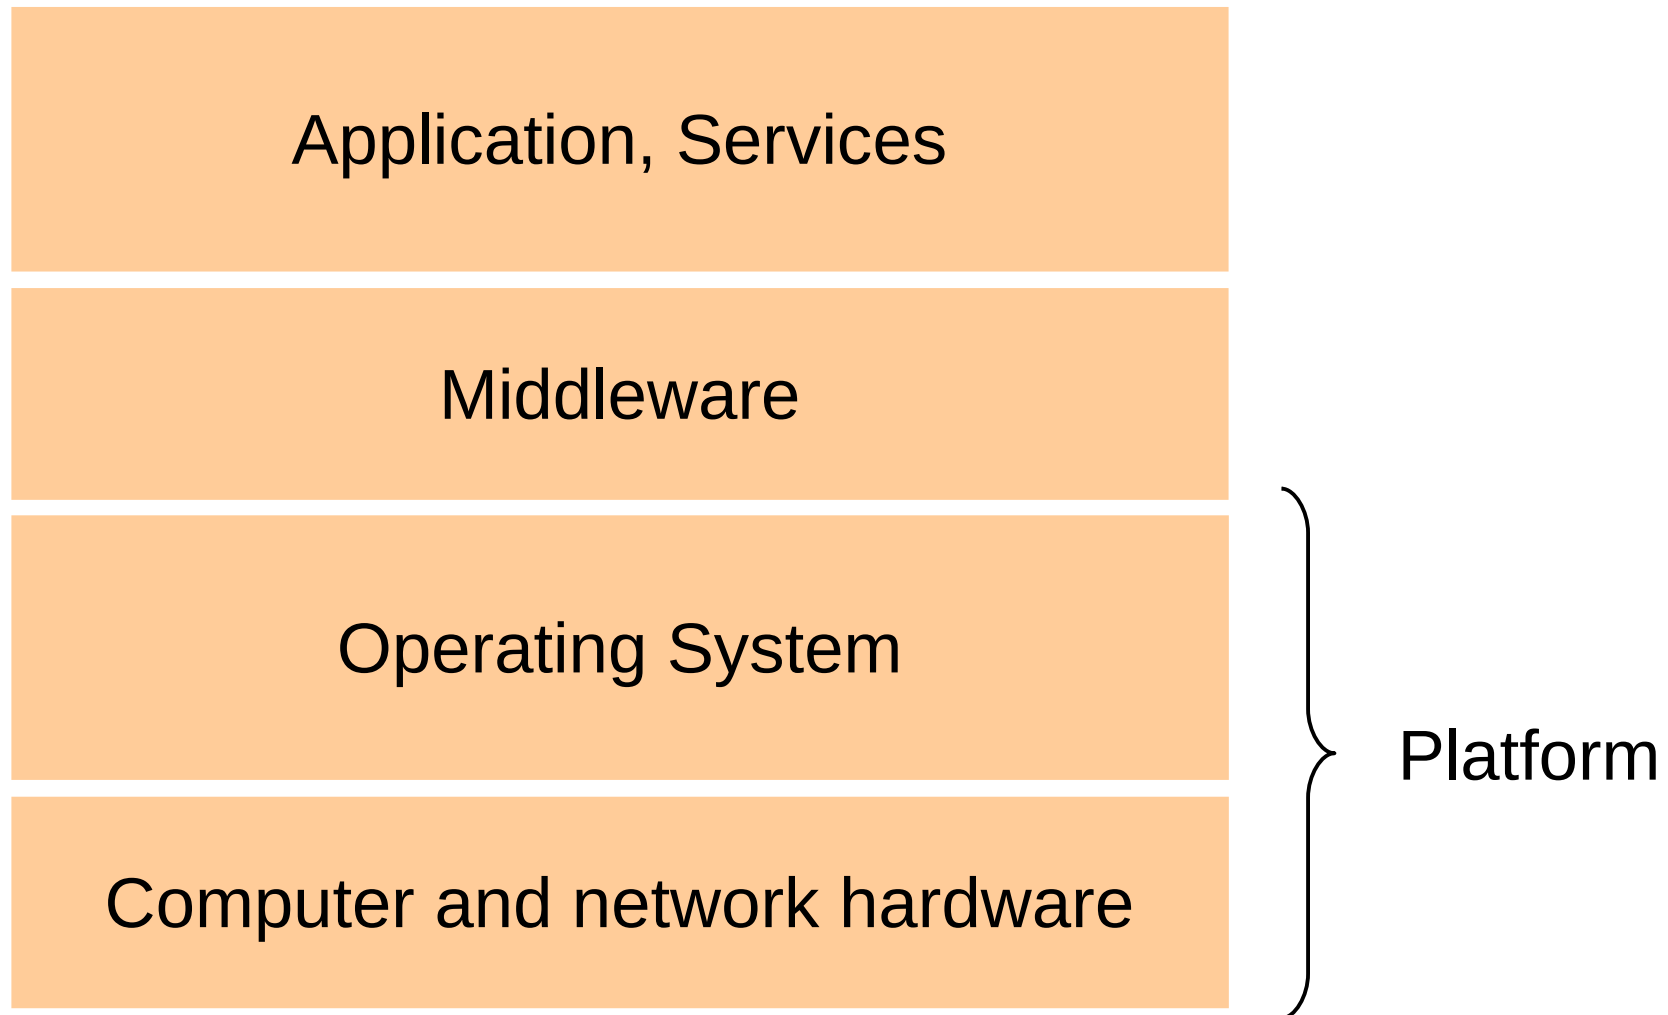 Application, Services
Middleware
Operating System
Platform
Computer and network hardware